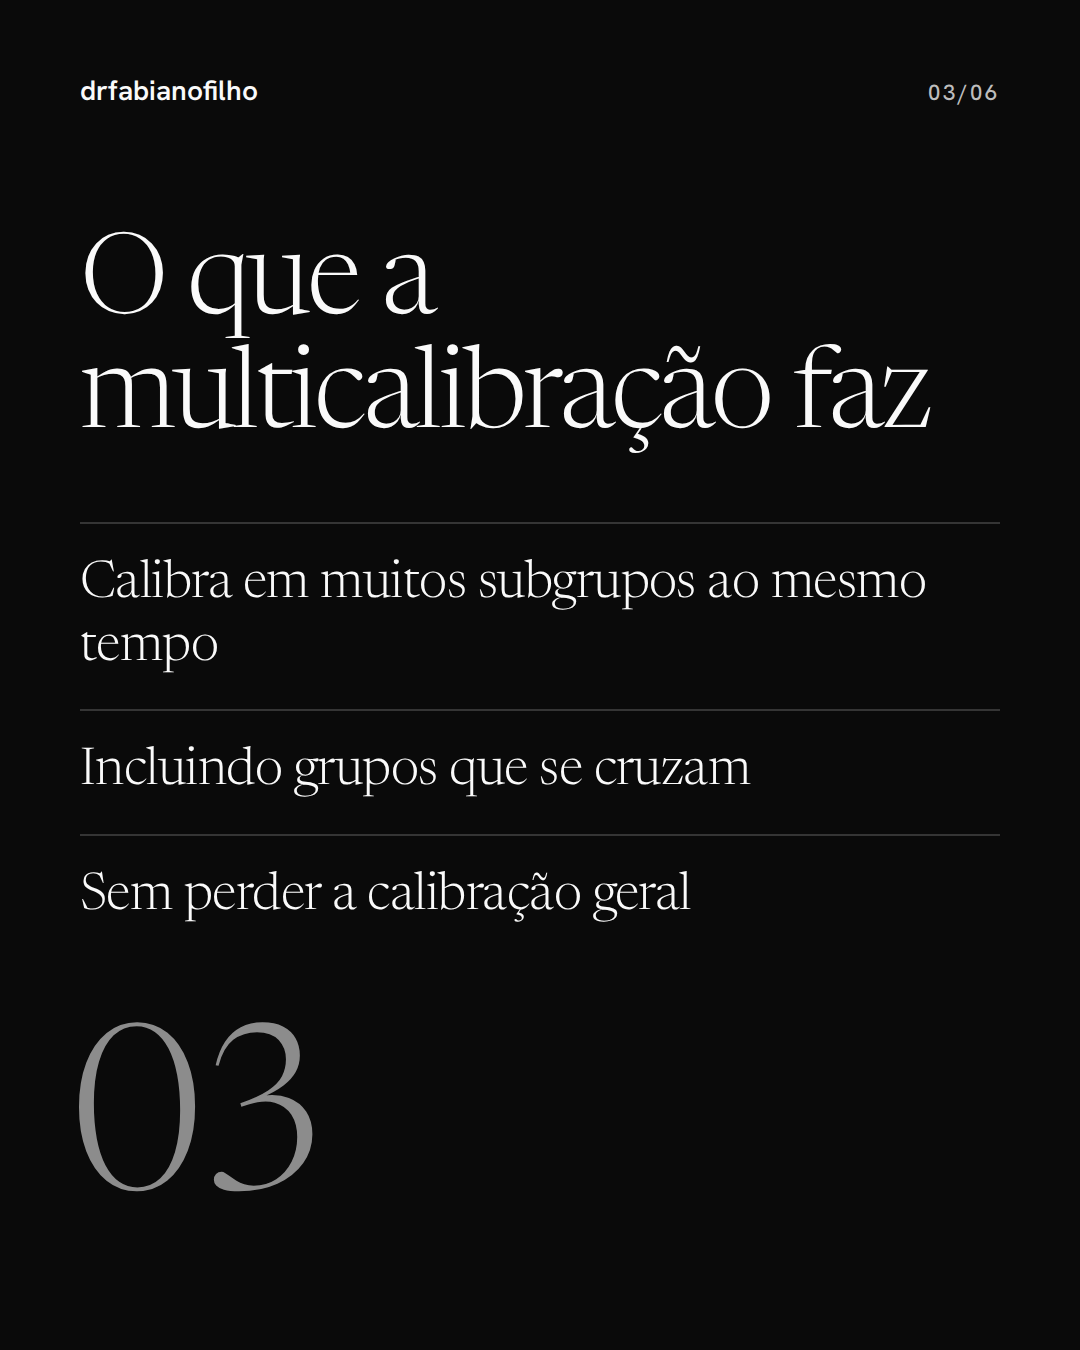 drfabianofilho
03/06
O que a
multicalibração faz
Calibra em muitos subgrupos ao mesmo
tempo
Incluindo grupos que se cruzam
Sem perder a calibração geral
03